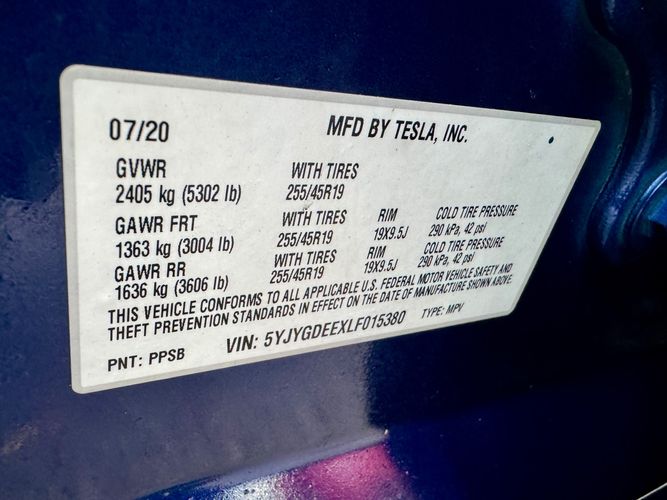 07/20 MFD BY TESLA, INC.
GVWR WITH TIRES
2405 kg (5302 lb) 255/45R19
GAWR FRT WITH TIRES RIM COLD TIRE PRESSURE
1363 kg (3004 lb) 255/45R19 19X9.5J 290 kPa, 42 psi
GAWR RR WITH TIRES RIM COLD TIRE PRESSURE
1636 kg (3606 lb) 255/45R19 19X9.5J 290 kPa, 42 psi
THIS VEHICLE CONFORMS TO ALL APPLICABLE U.S. FEDERAL MOTOR VEHICLE SAFETY AND
THEFT PREVENTION STANDARDS IN EFFECT ON THE DATE OF MANUFACTURE SHOWN ABOVE.
PNT: PPSB VIN: 5YJYGDEEXLF015380 TYPE: MPV